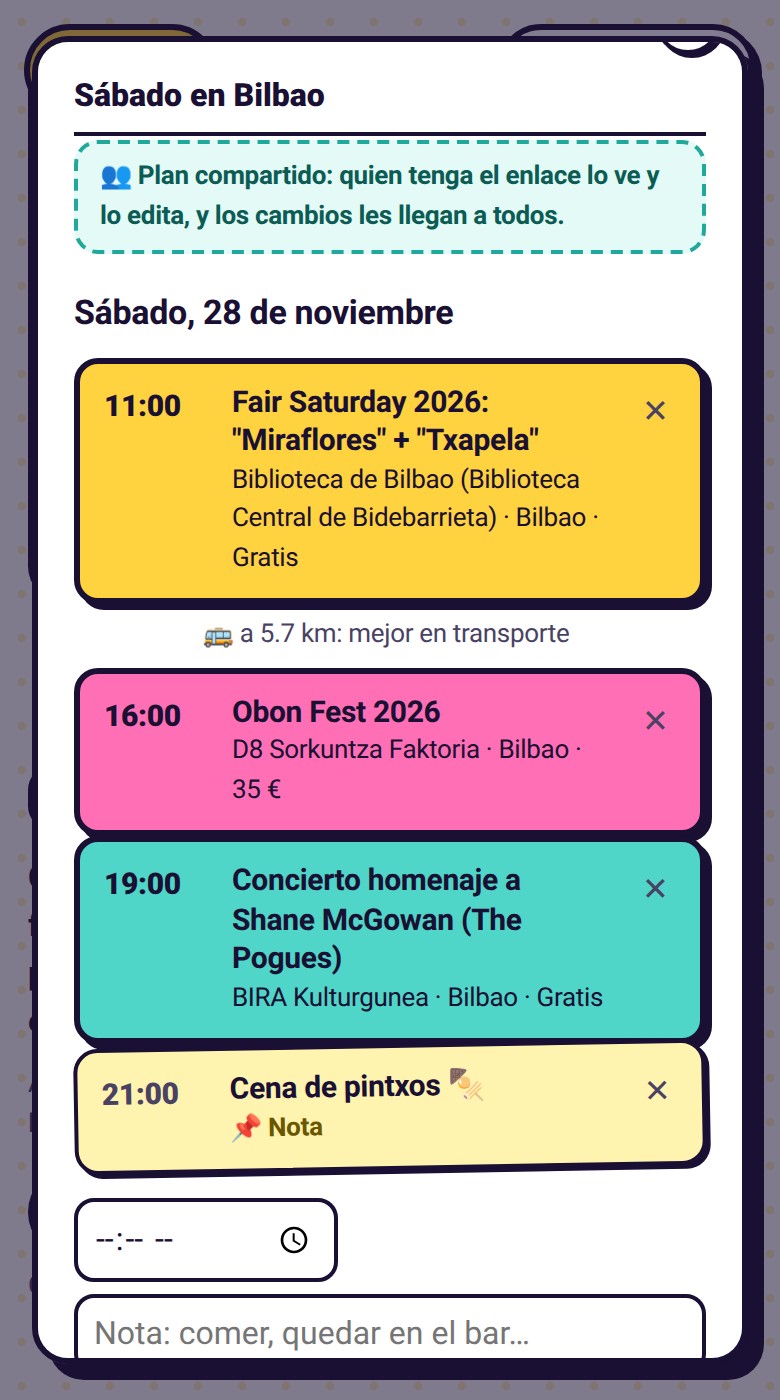 Sábado en Bilbao
👥 Plan compartido: quien tenga el enlace lo ve y
lo edita, y los cambios les llegan a todos.
Sábado, 28 de noviembre
11:00
Fair Saturday 2026:
"Miraflores" + "Txapela"
Biblioteca de Bilbao (Biblioteca
Central de Bidebarrieta) · Bilbao ·
Gratis
✕
🚌 a 5.7 km: mejor en transporte
16:00
Obon Fest 2026
D8 Sorkuntza Faktoria · Bilbao ·
35 €
✕
19:00
Concierto homenaje a
Shane McGowan (The
Pogues)
BIRA Kulturgunea · Bilbao · Gratis
✕
21:00
Cena de pintxos 🍢
📌 Nota
✕
--:-- --
Nota: comer, quedar en el bar…